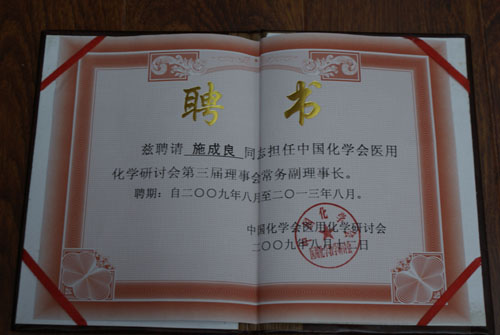 聘书
兹聘请 施成良 同志担任中国化学会医用
化学研讨会第三届理事会常务副理事长。
聘期：自二〇〇九年八月至二〇一三年八月。
中国化学会医用化学研讨会
二〇〇九年八月十二日